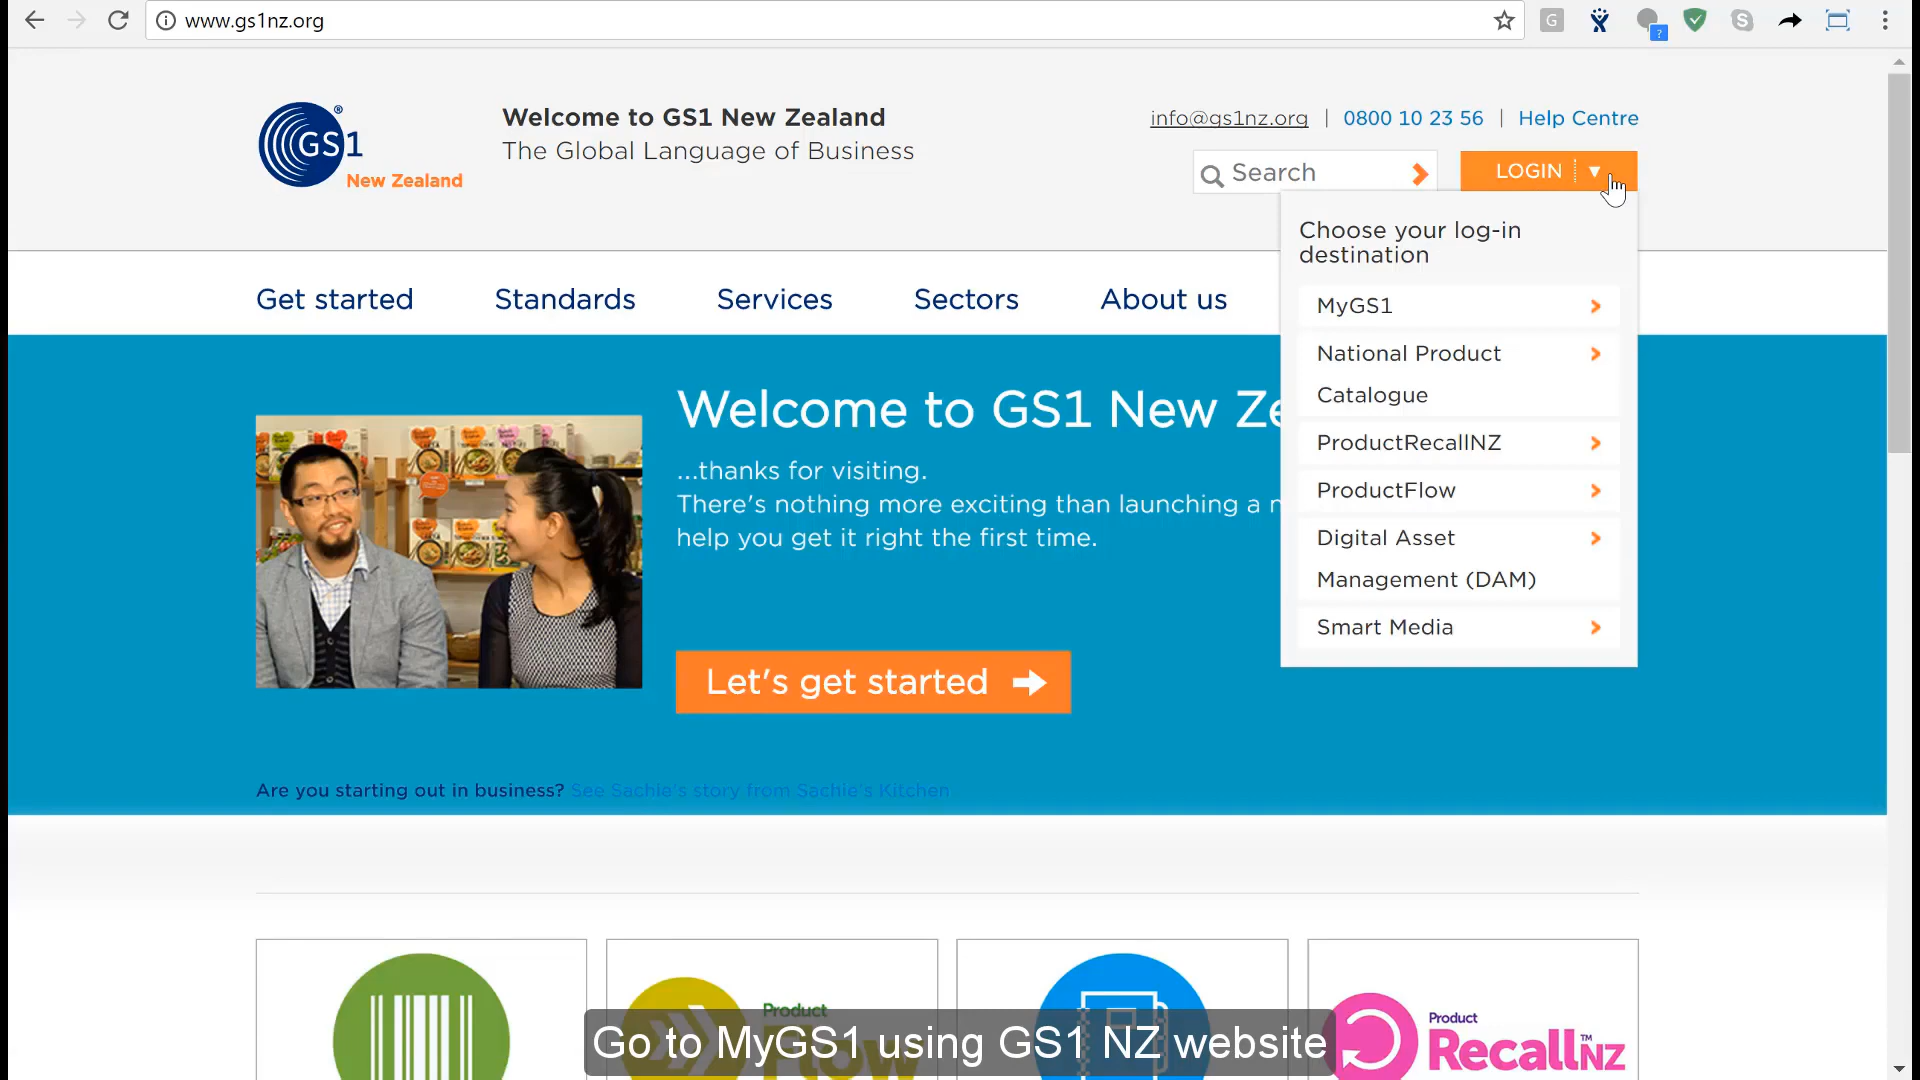 www.gs1nz.org
GS1
New Zealand
Welcome to GS1 New Zealand
The Global Language of Business
info@gs1nz.org | 0800 10 23 56 | Help Centre
Search
LOGIN
Choose your log-in
destination
MyGS1
National Product
Catalogue
ProductRecallNZ
ProductFlow
Digital Asset
Management (DAM)
Smart Media
Get started
Standards
Services
Sectors
About us
Welcome to GS1 New Ze
...thanks for visiting.
There's nothing more exciting than launching a n
help you get it right the first time.
Let's get started
Are you starting out in business? See Sachie's story from Sachie's Kitchen
Product
Flow
Product
RecallNZ™
Go to MyGS1 using GS1 NZ website